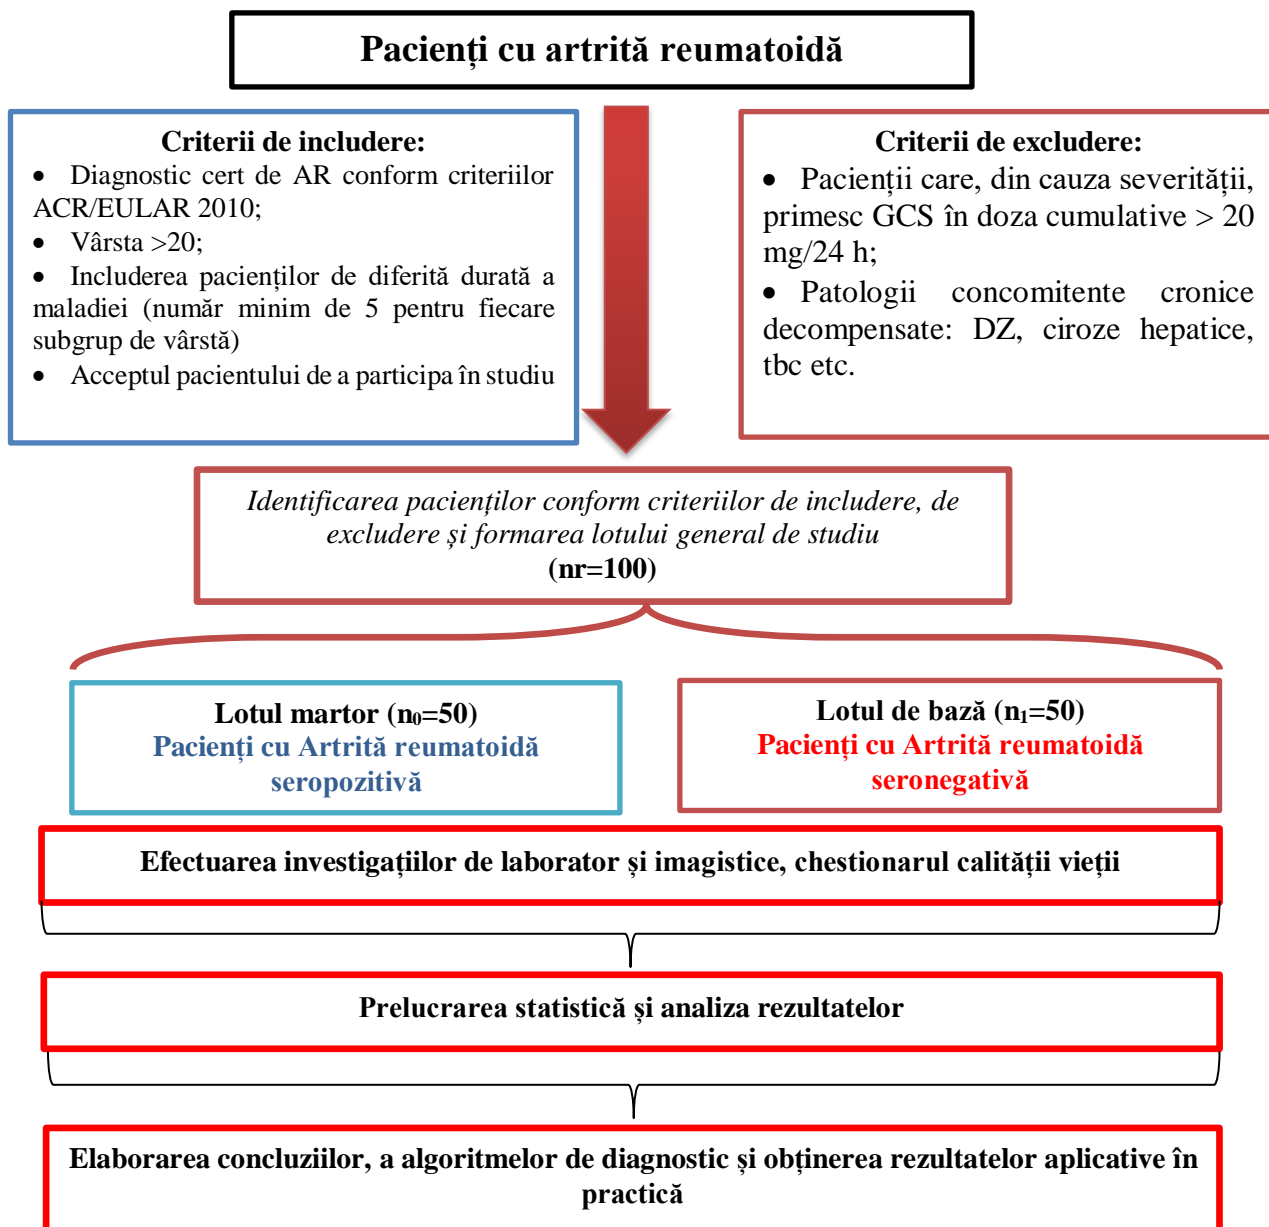 Pacienți cu artrită reumatoidă
Criterii de includere:
• Diagnostic cert de AR conform criteriilor
ACR/EULAR 2010;
• Vârsta >20;
• Includerea pacienților de diferită durată a
maladiei (număr minim de 5 pentru fiecare
subgrup de vârstă)
• Acceptul pacientului de a participa în studiu
Criterii de excludere:
• Pacienții care, din cauza severității,
primesc GCS în doza cumulative > 20
mg/24 h;
• Patologii concomitente cronice
decompensate: DZ, ciroze hepatice,
tbc etc.
Identificarea pacienților conform criteriilor de includere, de
excludere și formarea lotului general de studiu
(nr=100)
Lotul martor (n₀=50)
Pacienți cu Artrită reumatoidă
seropozitivă
Lotul de bază (n₁=50)
Pacienți cu Artrită reumatoidă
seronegativă
Efectuarea investigațiilor de laborator și imagistice, chestionarul calității vieții
Prelucrarea statistică și analiza rezultatelor
Elaborarea concluziilor, a algoritmelor de diagnostic și obținerea rezultatelor aplicative în
practică